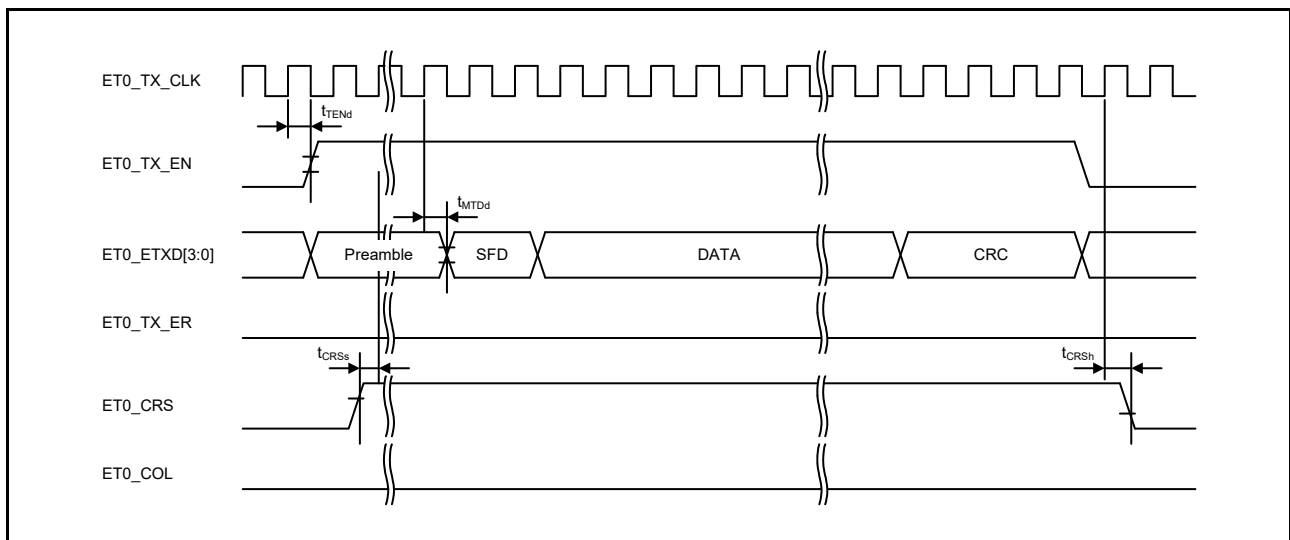 ET0_TX_CLK
tTENd
ET0_TX_EN
tMTDd
ET0_ETXD[3:0]
Preamble
SFD
DATA
CRC
ET0_TX_ER
tCRSs
tCRSh
ET0_CRS
ET0_COL